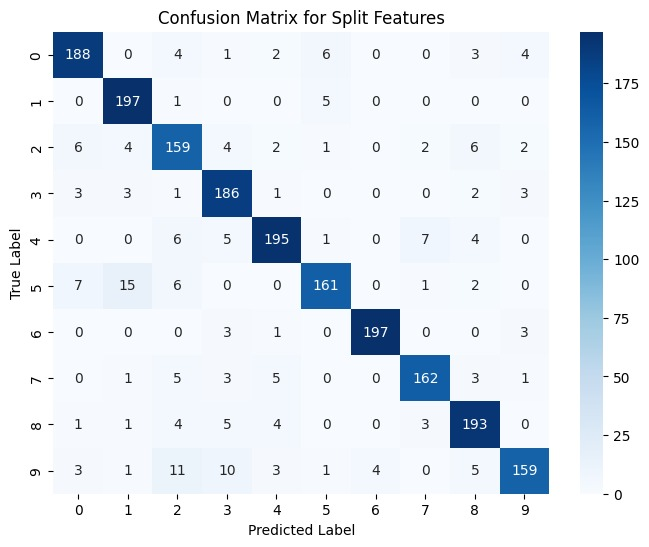 Confusion Matrix for Split Features
0 188 0 4 1 2 6 0 0 3 4
1 0 197 1 0 0 5 0 0 0 0
2 6 4 159 4 2 1 0 2 6 2
3 3 3 1 186 1 0 0 0 2 3
4 0 0 6 5 195 1 0 7 4 0
5 7 15 6 0 0 161 0 1 2 0
6 0 0 0 3 1 0 197 0 0 3
7 0 1 5 3 5 0 0 162 3 1
8 1 1 4 5 4 0 0 3 193 0
9 3 1 11 10 3 1 4 0 5 159
0 1 2 3 4 5 6 7 8 9
Predicted Label
True Label
175
150
125
100
75
50
25
0